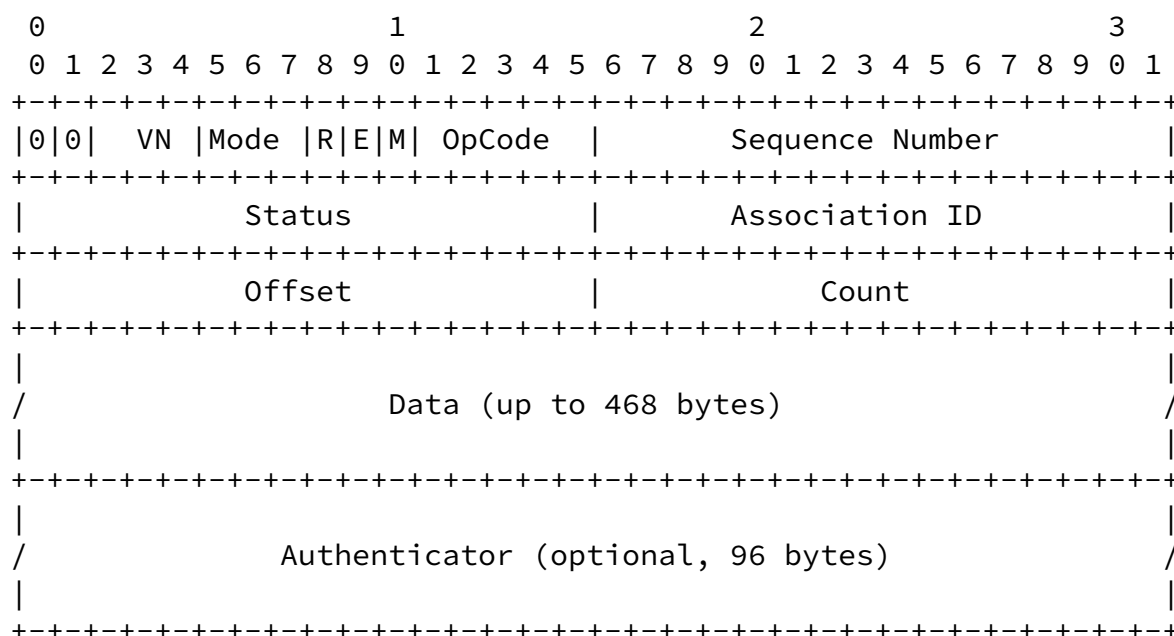 0                   1                   2                   3
 0 1 2 3 4 5 6 7 8 9 0 1 2 3 4 5 6 7 8 9 0 1 2 3 4 5 6 7 8 9 0 1
+-+-+-+-+-+-+-+-+-+-+-+-+-+-+-+-+-+-+-+-+-+-+-+-+-+-+-+-+-+-+-+-+
|0|0|  VN |Mode |R|E|M| OpCode  |       Sequence Number         |
+-+-+-+-+-+-+-+-+-+-+-+-+-+-+-+-+-+-+-+-+-+-+-+-+-+-+-+-+-+-+-+-+
|            Status             |       Association ID          |
+-+-+-+-+-+-+-+-+-+-+-+-+-+-+-+-+-+-+-+-+-+-+-+-+-+-+-+-+-+-+-+-+
|            Offset             |            Count              |
+-+-+-+-+-+-+-+-+-+-+-+-+-+-+-+-+-+-+-+-+-+-+-+-+-+-+-+-+-+-+-+-+
|                                                               |
/                    Data (up to 468 bytes)                     /
|                                                               |
+-+-+-+-+-+-+-+-+-+-+-+-+-+-+-+-+-+-+-+-+-+-+-+-+-+-+-+-+-+-+-+-+
|                                                               |
/              Authenticator (optional, 96 bytes)               /
|                                                               |
+-+-+-+-+-+-+-+-+-+-+-+-+-+-+-+-+-+-+-+-+-+-+-+-+-+-+-+-+-+-+-+-+